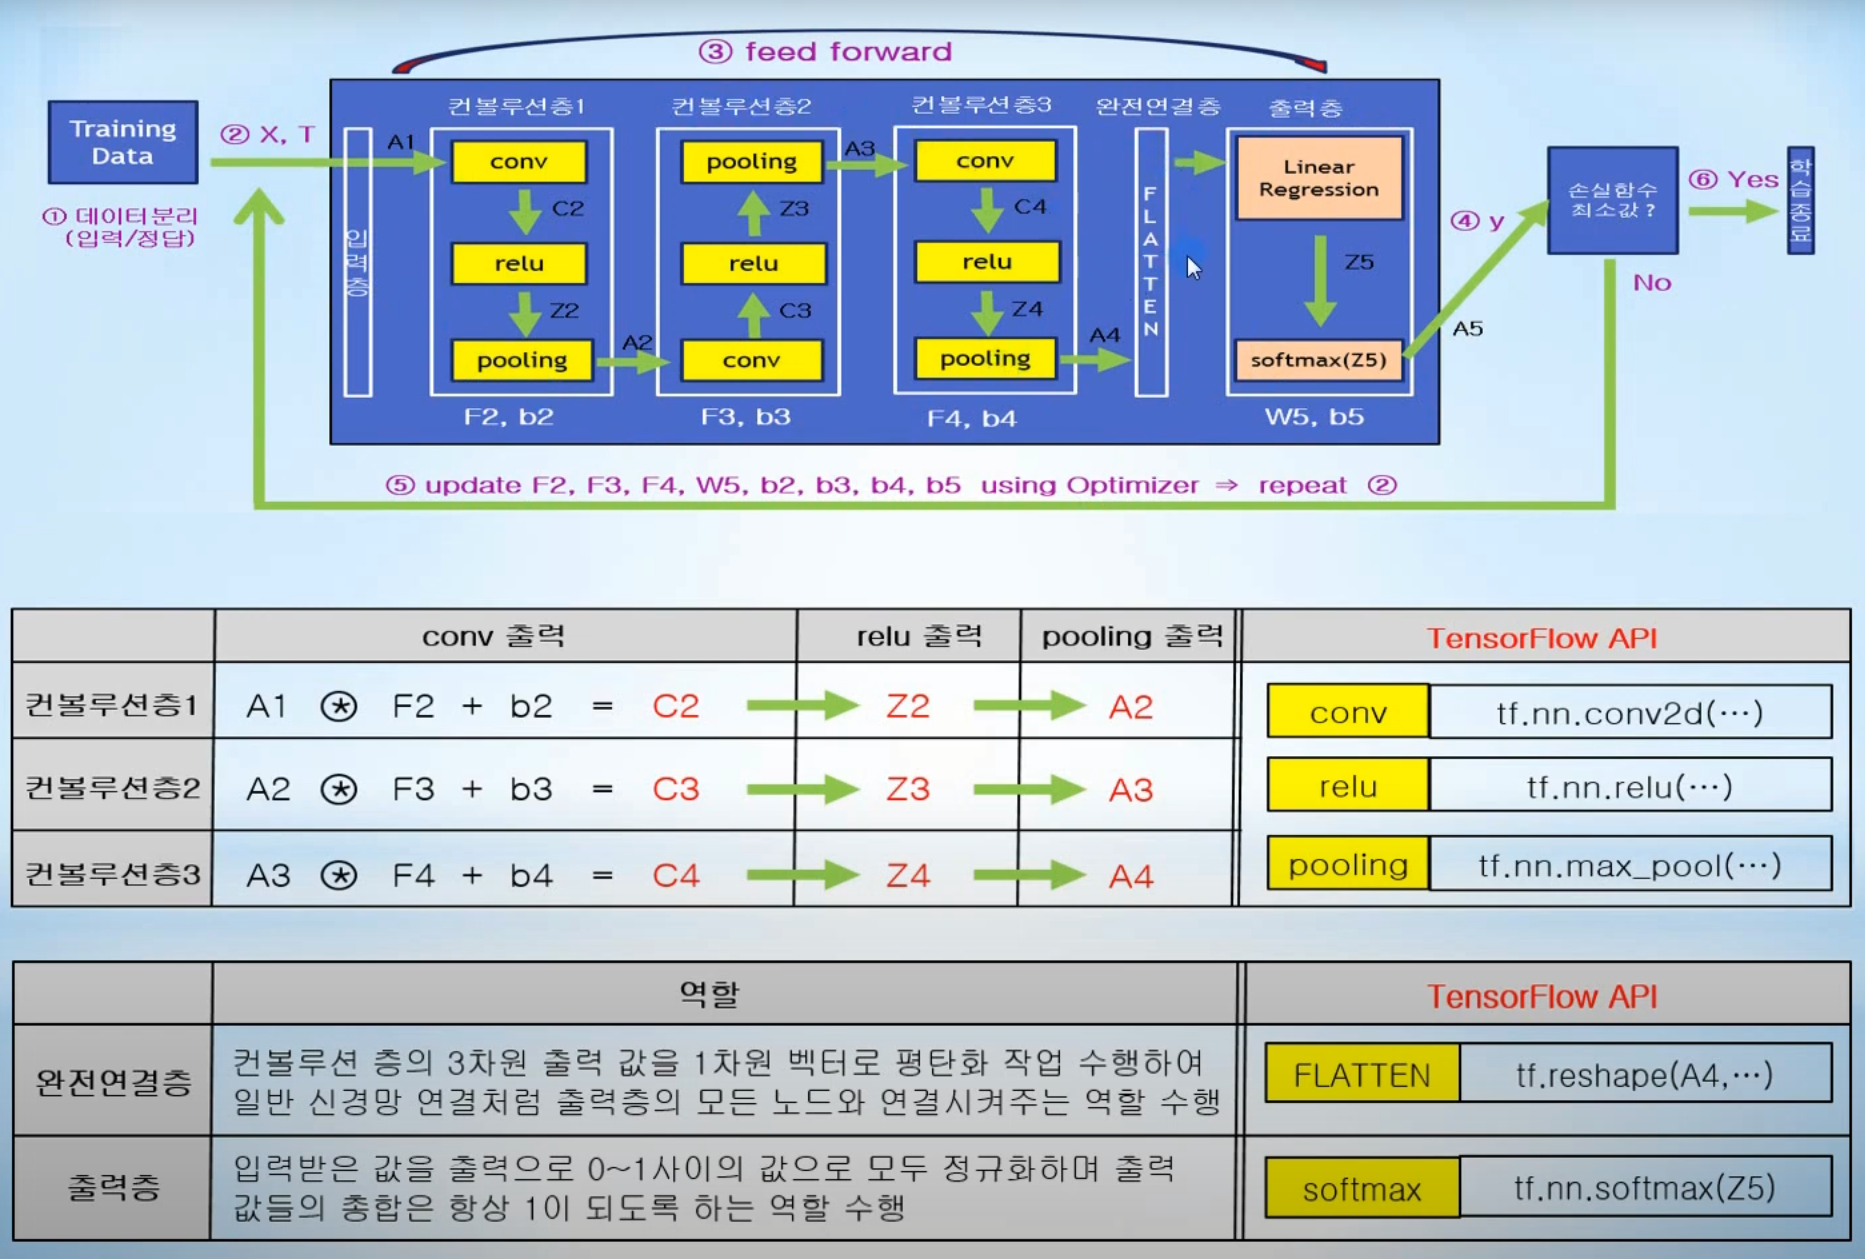 ③ feed forward
컨볼루션층1
컨볼루션층2
컨볼루션층3
완전연결층
출력층
Training
Data
② X, T
① 데이터분리
(입력/정답)
입력층
A1
conv
C2
relu
Z2
pooling
A2
F2, b2
pooling
Z3
relu
C3
conv
A3
F3, b3
conv
C4
relu
Z4
pooling
A4
F4, b4
FLATTEN
Linear
Regression
Z5
softmax(Z5)
W5, b5
A5
④ y
손실함수
최소값?
⑥ Yes
학습종료
No
⑤ update F2, F3, F4, W5, b2, b3, b4, b5 using Optimizer ⇒ repeat ②
conv 출력 relu 출력 pooling 출력 TensorFlow API
컨볼루션층1 A1 ⊛ F2 + b2 = C2 Z2 A2
conv tf.nn.conv2d(…)
컨볼루션층2 A2 ⊛ F3 + b3 = C3 Z3 A3
relu tf.nn.relu(…)
컨볼루션층3 A3 ⊛ F4 + b4 = C4 Z4 A4
pooling tf.nn.max_pool(…)
역할 TensorFlow API
완전연결층
컨볼루션 층의 3차원 출력 값을 1차원 벡터로 평탄화 작업 수행하여
일반 신경망 연결처럼 출력층의 모든 노드와 연결시켜주는 역할 수행
FLATTEN tf.reshape(A4,…)
출력층
입력받은 값을 출력으로 0~1사이의 값으로 모두 정규화하며 출력
값들의 총합은 항상 1이 되도록 하는 역할 수행
softmax tf.nn.softmax(Z5)